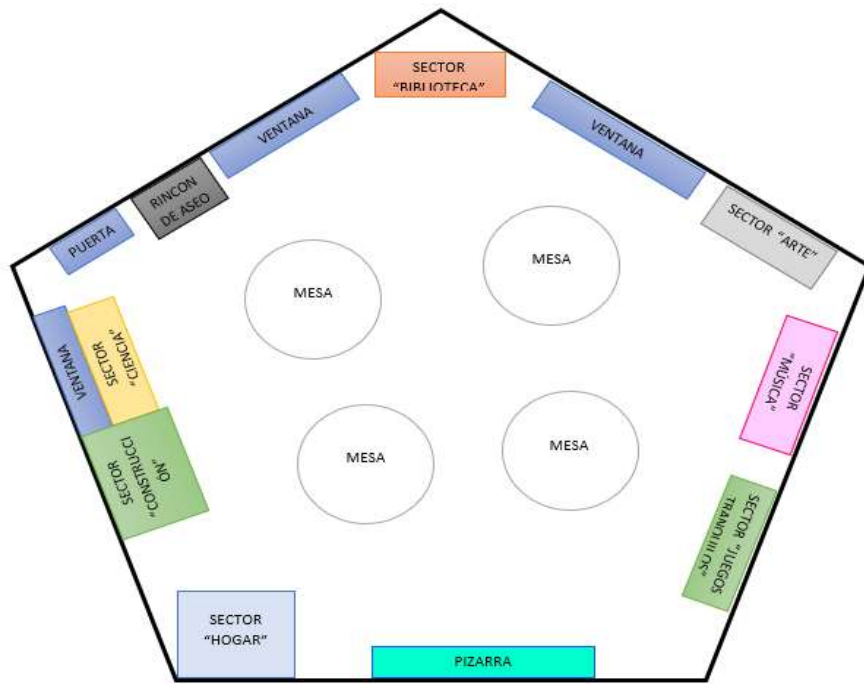 SECTOR
“BIBLIOTECA”
VENTANA
VENTANA
RINCON
DE ASEO
PUERTA
SECTOR “ARTE”
MESA
MESA
VENTANA
SECTOR
“CIENCIA”
SECTOR
“MÚSICA”
SECTOR
“CONSTRUCCI
ÓN”
MESA
MESA
SECTOR “JUEGOS
TRANQUILOS”
SECTOR
“HOGAR”
PIZARRA